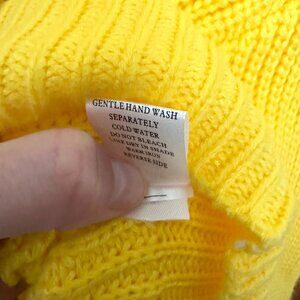 GENTLE HAND WASH
SEPARATELY
COLD WATER
DO NOT BLEACH
LINE DRY IN SHADE
WARM IRON
REVERSE SIDE